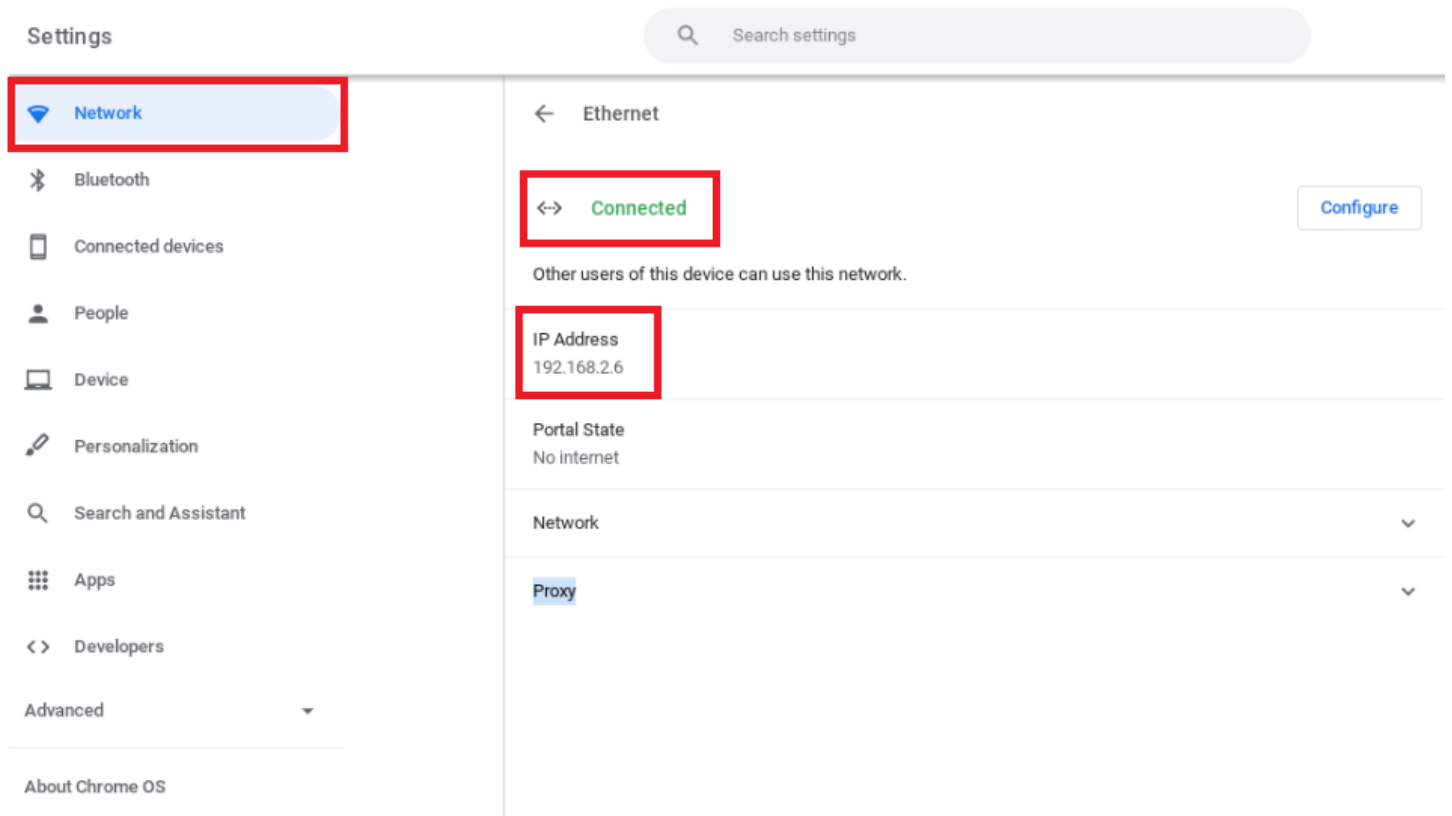 Settings
Search settings
Network
Bluetooth
Connected devices
People
Device
Personalization
Search and Assistant
Apps
Developers
Advanced
About Chrome OS
Ethernet
Connected
Configure
Other users of this device can use this network.
IP Address
192.168.2.6
Portal State
No internet
Network
Proxy